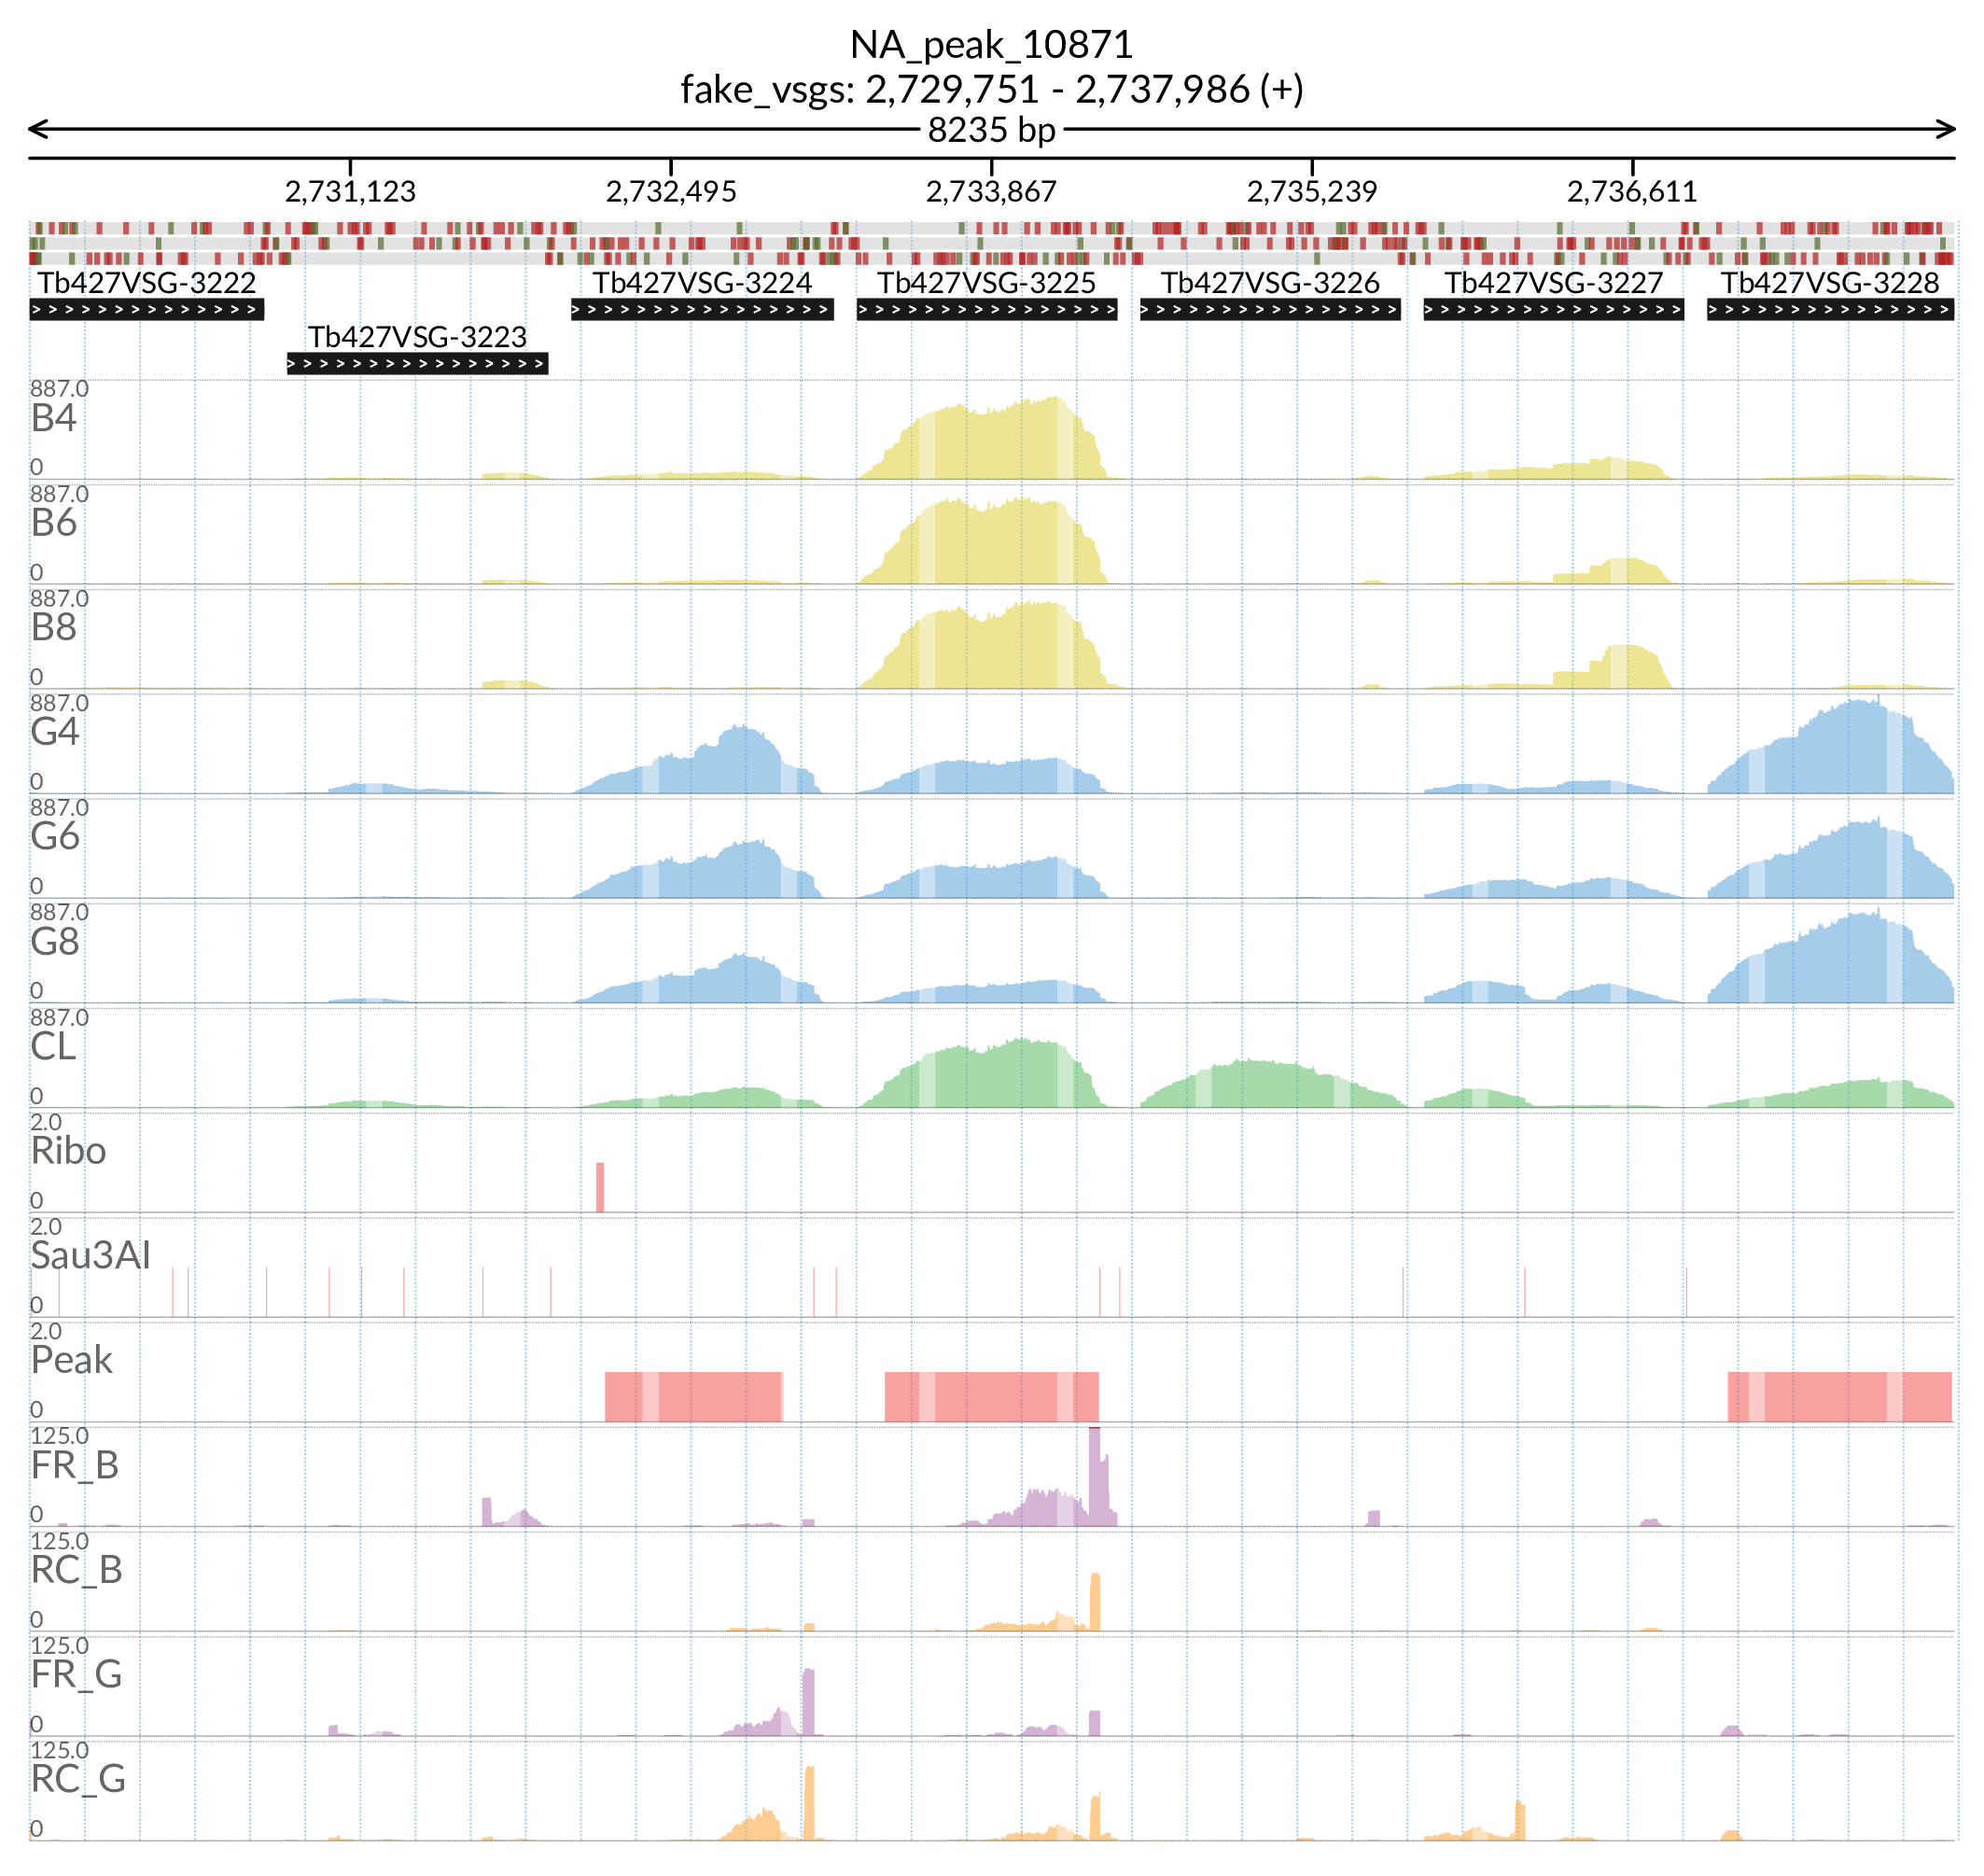 NA_peak_10871
fake_vsgs: 2,729,751 - 2,737,986 (+)
8235 bp
2,731,123 2,732,495 2,733,867 2,735,239 2,736,611
Tb427VSG-3222 Tb427VSG-3224 Tb427VSG-3225 Tb427VSG-3226 Tb427VSG-3227 Tb427VSG-3228
Tb427VSG-3223
887.0
B4
0
887.0
B6
0
887.0
B8
0
887.0
G4
0
887.0
G6
0
887.0
G8
0
887.0
CL
0
2.0
Ribo
0
2.0
Sau3AI
0
2.0
Peak
0
125.0
FR_B
0
125.0
RC_B
0
125.0
FR_G
0
125.0
RC_G
0